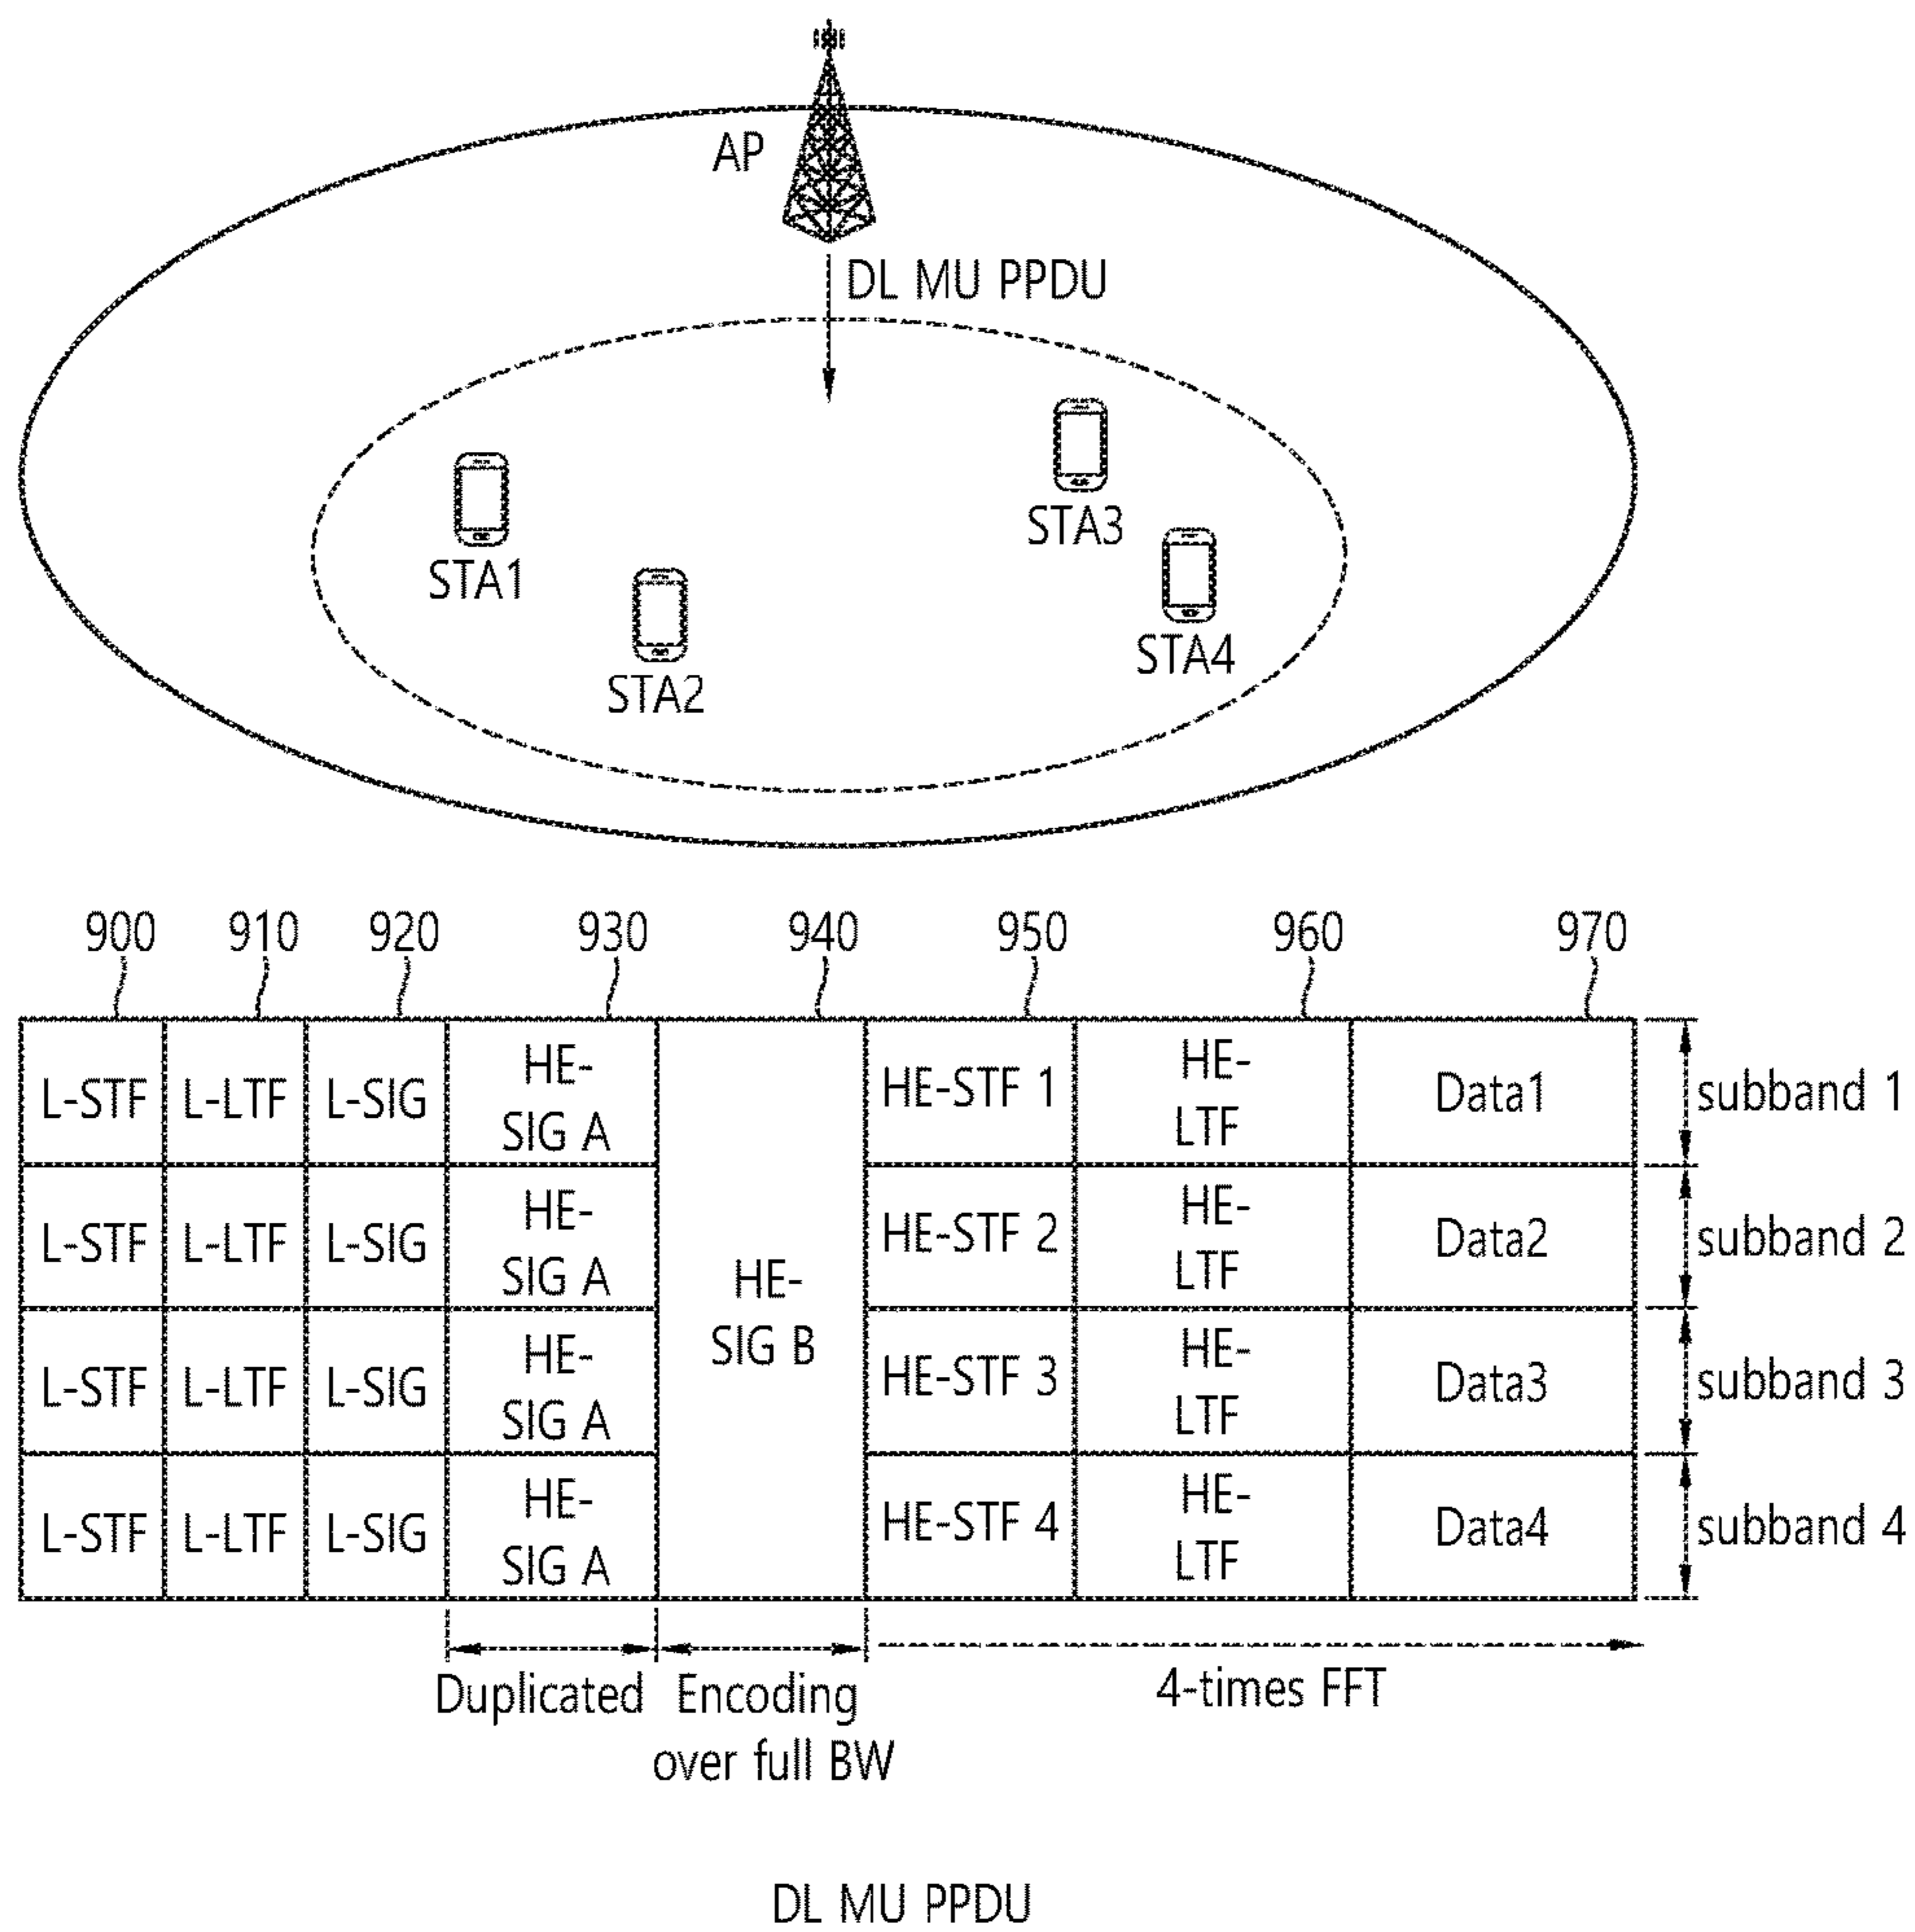 AP
DL MU PPDU
STA1
STA2
STA3
STA4
900 910 920 930 940 950 960 970
L-STF L-LTF L-SIG HE-
SIG A HE-STF 1 HE-
LTF Data1 subband 1
L-STF L-LTF L-SIG HE-
SIG A HE-STF 2 HE-
LTF Data2 subband 2
HE-
SIG B
L-STF L-LTF L-SIG HE-
SIG A HE-STF 3 HE-
LTF Data3 subband 3
L-STF L-LTF L-SIG HE-
SIG A HE-STF 4 HE-
LTF Data4 subband 4
Duplicated
Encoding
over full BW
4-times FFT
DL MU PPDU